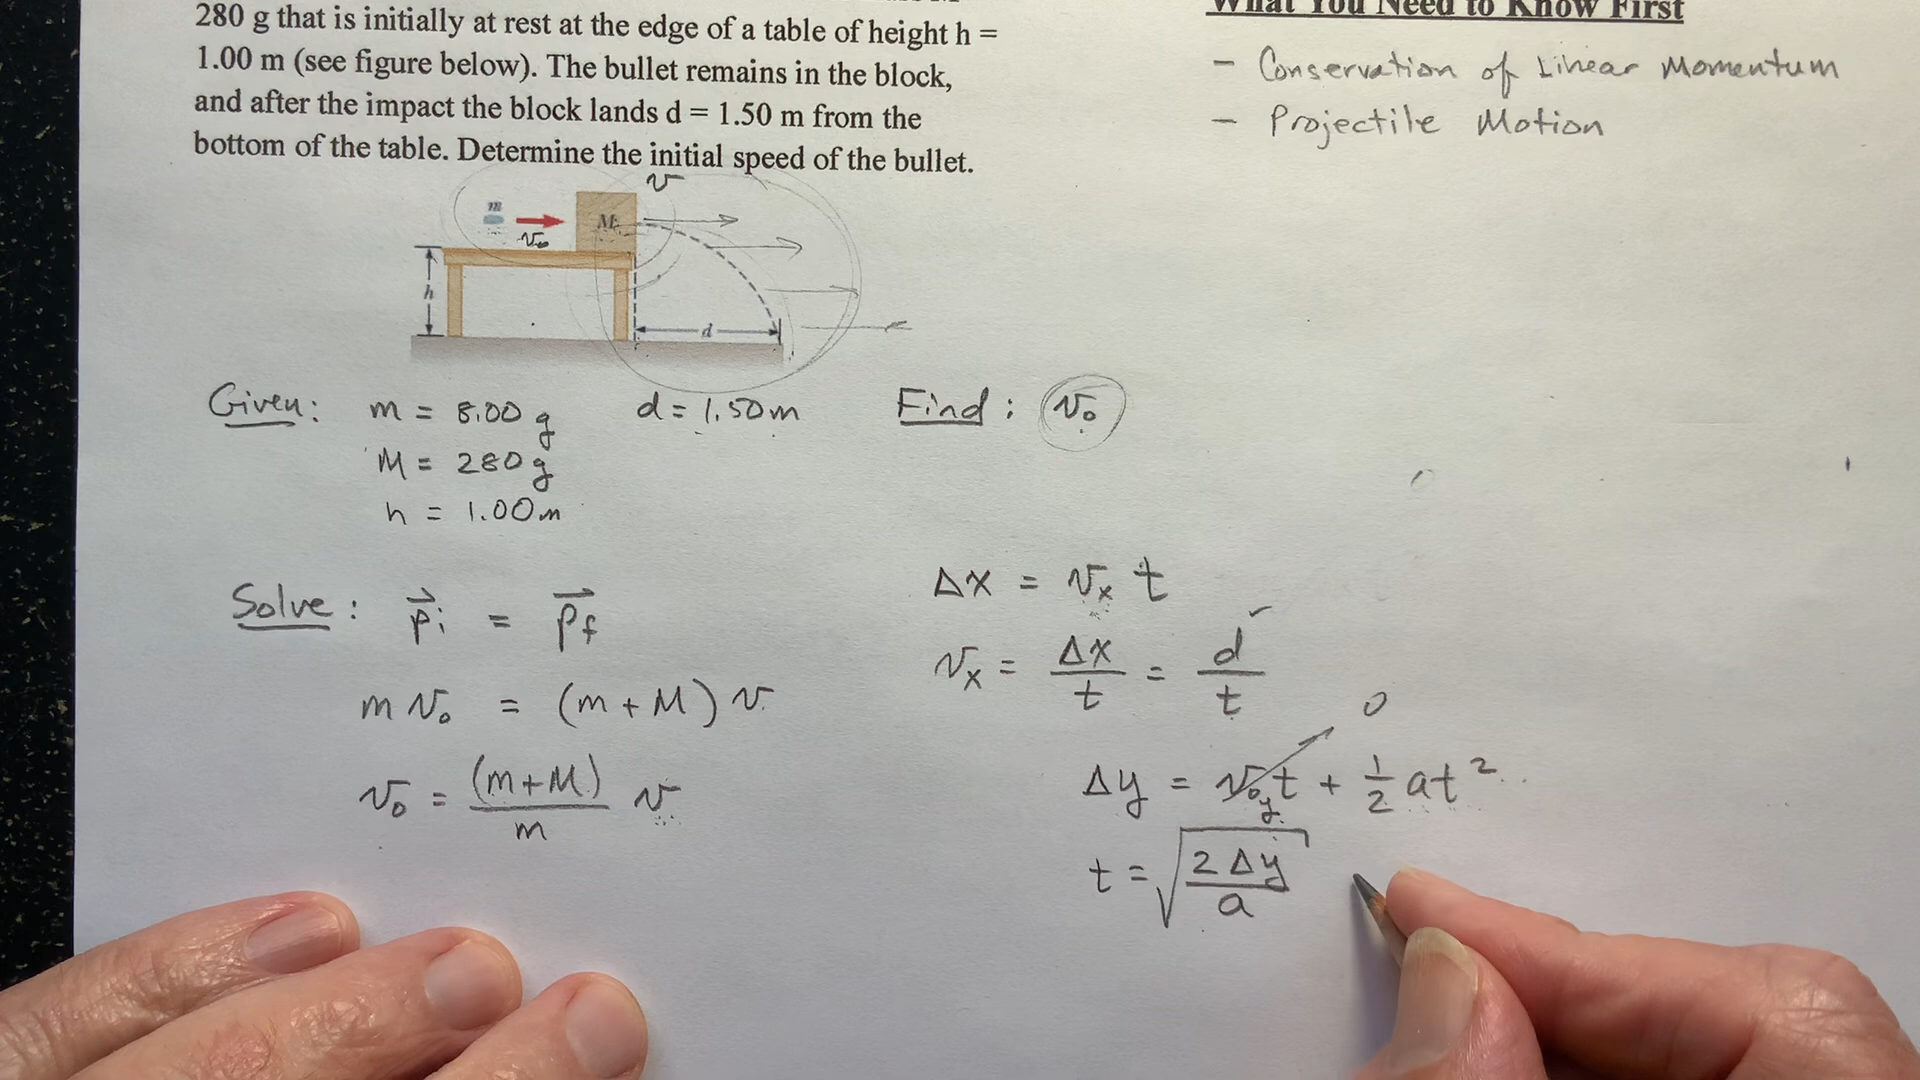 280 g that is initially at rest at the edge of a table of height h =
1.00 m (see figure below). The bullet remains in the block,
and after the impact the block lands d = 1.50 m from the
bottom of the table. Determine the initial speed of the bullet.
What You Need to Know First
- Conservation of Linear Momentum
- Projectile Motion
v
m
M
v₀
h
d
Given: m = 8.00 g d = 1.50m Find: v₀
M = 280g
h = 1.00m
Solve: p⃗i = p⃗f
m v₀ = (m + M) v
v₀ = (m+M)/m v
Δx = vₓ t
vₓ = Δx/t = d/t
0
Δy = v₀y t + 1/2 at²
t = √(2Δy/a)